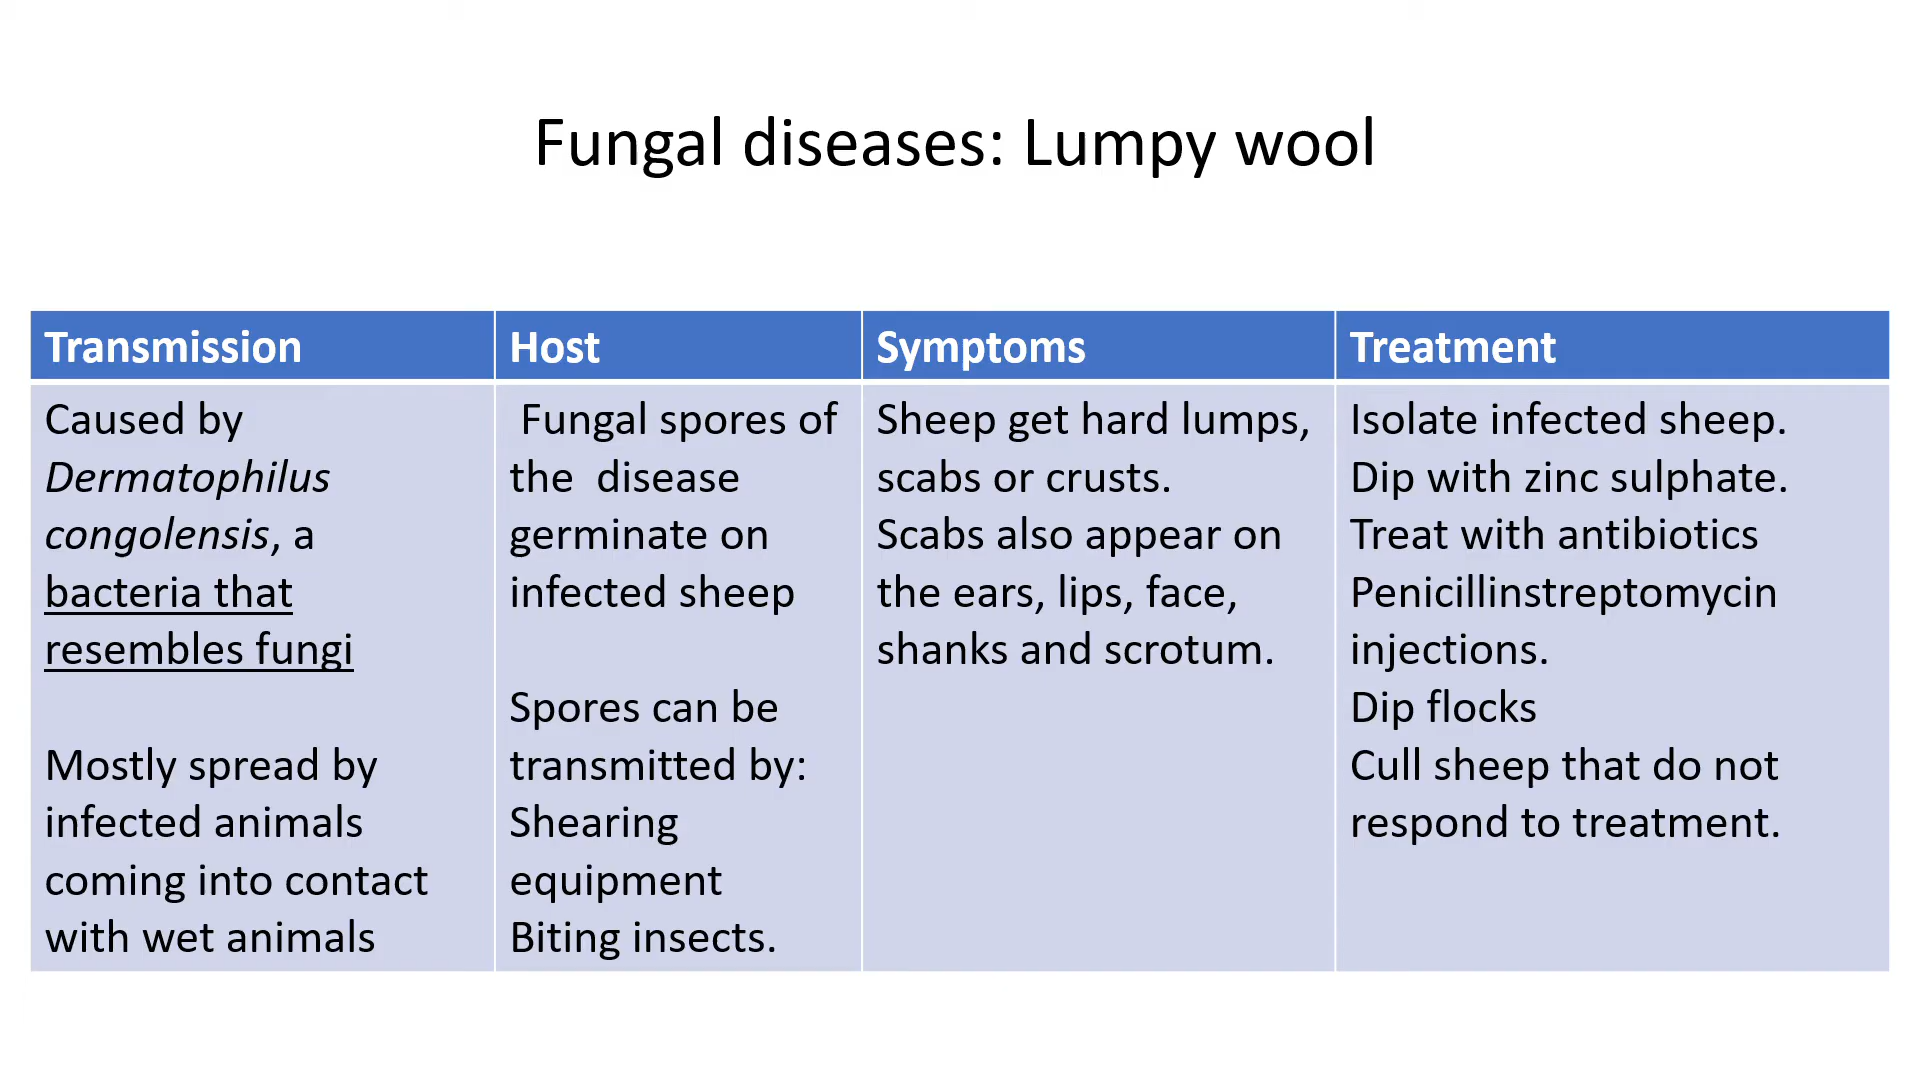 Fungal diseases: Lumpy wool
Transmission
Host
Symptoms
Treatment
Caused by
Dermatophilus
congolensis, a
bacteria that
resembles fungi
Mostly spread by
infected animals
coming into contact
with wet animals
Fungal spores of
the disease
germinate on
infected sheep
Spores can be
transmitted by:
Shearing
equipment
Biting insects.
Sheep get hard lumps,
scabs or crusts.
Scabs also appear on
the ears, lips, face,
shanks and scrotum.
Isolate infected sheep.
Dip with zinc sulphate.
Treat with antibiotics
Penicillinstreptomycin
injections.
Dip flocks
Cull sheep that do not
respond to treatment.